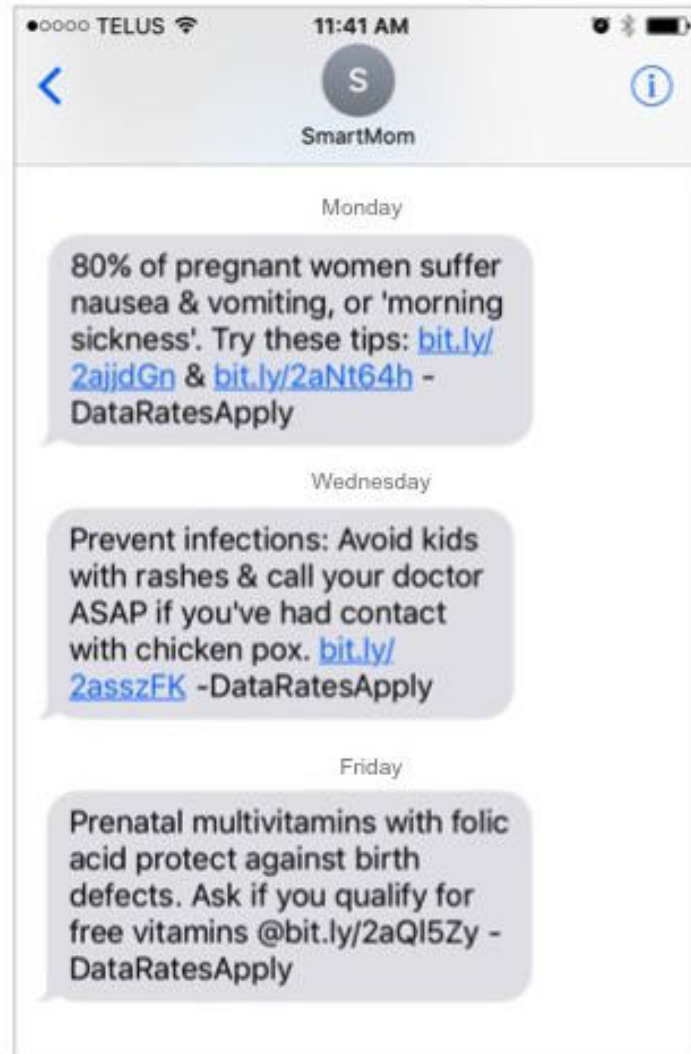 TELUS 11:41 AM
S
SmartMom
Monday
80% of pregnant women suffer
nausea & vomiting, or 'morning
sickness'. Try these tips: bit.ly/
2ajjdGn & bit.ly/2aNt64h -
DataRatesApply
Wednesday
Prevent infections: Avoid kids
with rashes & call your doctor
ASAP if you've had contact
with chicken pox. bit.ly/
2asszFK -DataRatesApply
Friday
Prenatal multivitamins with folic
acid protect against birth
defects. Ask if you qualify for
free vitamins @bit.ly/2aQl5Zy -
DataRatesApply